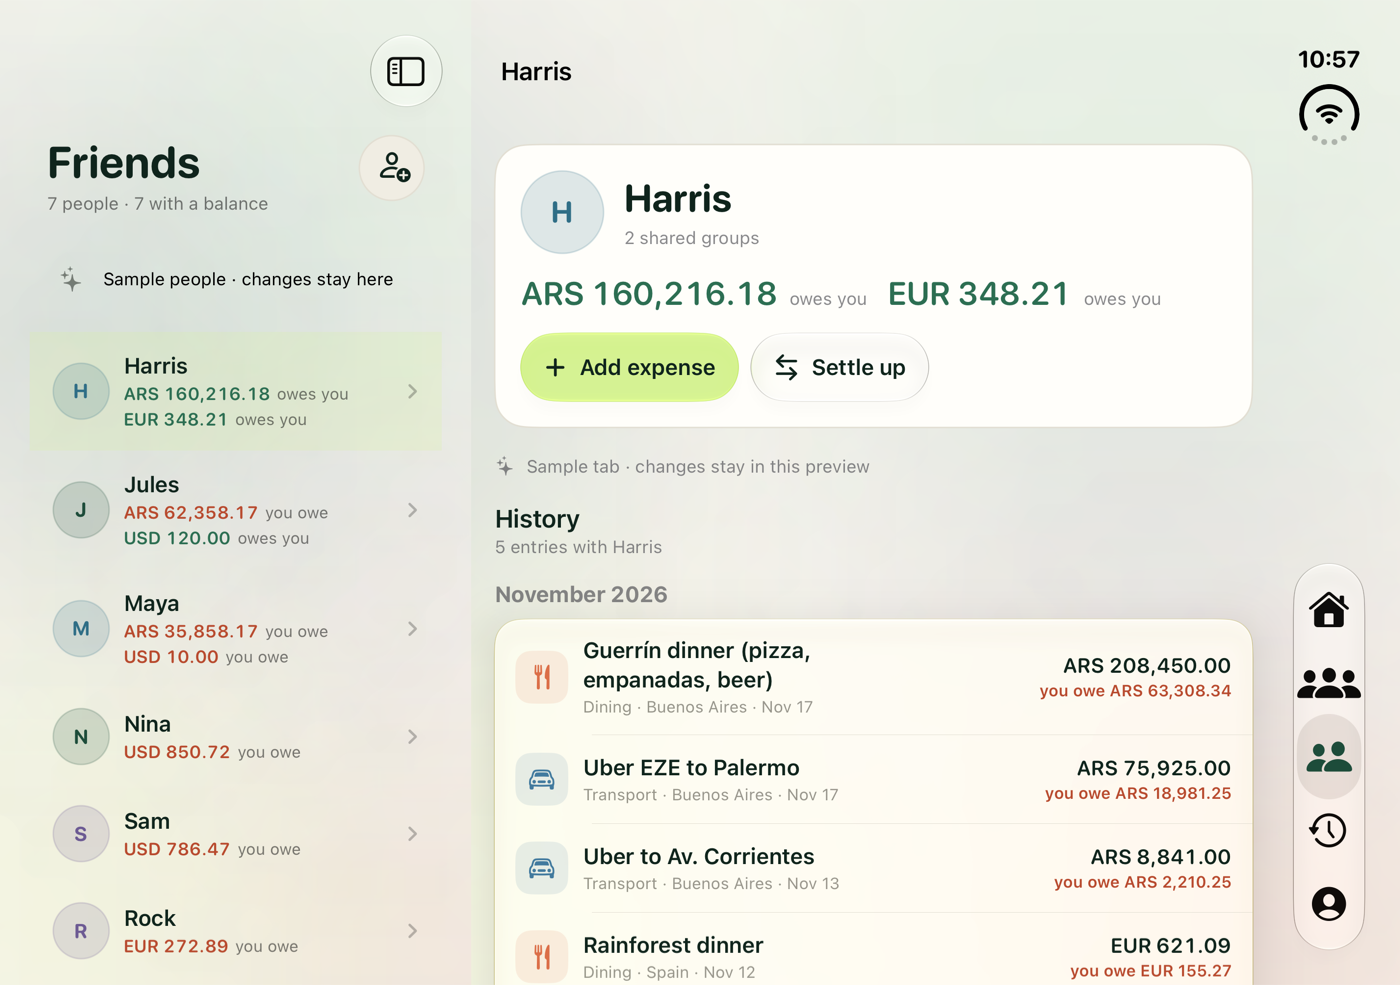 Harris
10:57
Friends
7 people · 7 with a balance
Sample people · changes stay here
H
Harris
ARS 160,216.18 owes you
EUR 348.21 owes you
J
Jules
ARS 62,358.17 you owe
USD 120.00 owes you
M
Maya
ARS 35,858.17 you owe
USD 10.00 you owe
N
Nina
USD 850.72 you owe
S
Sam
USD 786.47 you owe
R
Rock
EUR 272.89 you owe
H
Harris
2 shared groups
ARS 160,216.18 owes you EUR 348.21 owes you
+ Add expense
Settle up
Sample tab · changes stay in this preview
History
5 entries with Harris
November 2026
Guerrín dinner (pizza,
empanadas, beer)
Dining · Buenos Aires · Nov 17
ARS 208,450.00
you owe ARS 63,308.34
Uber EZE to Palermo
Transport · Buenos Aires · Nov 17
ARS 75,925.00
you owe ARS 18,981.25
Uber to Av. Corrientes
Transport · Buenos Aires · Nov 13
ARS 8,841.00
you owe ARS 2,210.25
Rainforest dinner
Dining · Spain · Nov 12
EUR 621.09
you owe EUR 155.27